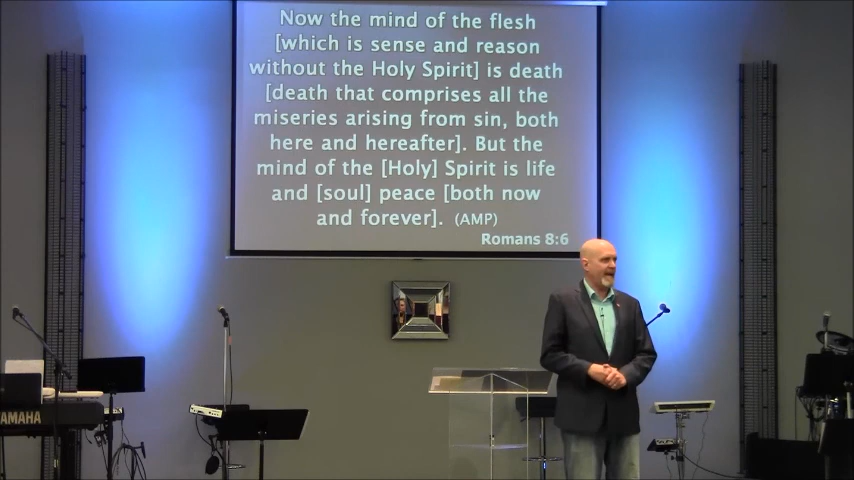 Now the mind of the flesh
[which is sense and reason
without the Holy Spirit] is death
[death that comprises all the
miseries arising from sin, both
here and hereafter]. But the
mind of the [Holy] Spirit is life
and [soul] peace [both now
and forever]. (AMP)
Romans 8:6
YAMAHA